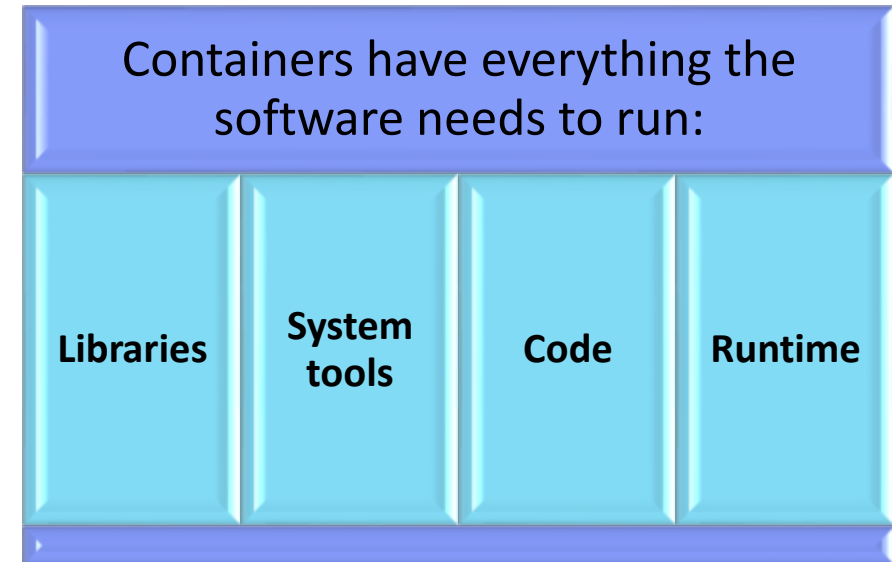 Containers have everything the
software needs to run:
Libraries
System
tools
Code
Runtime